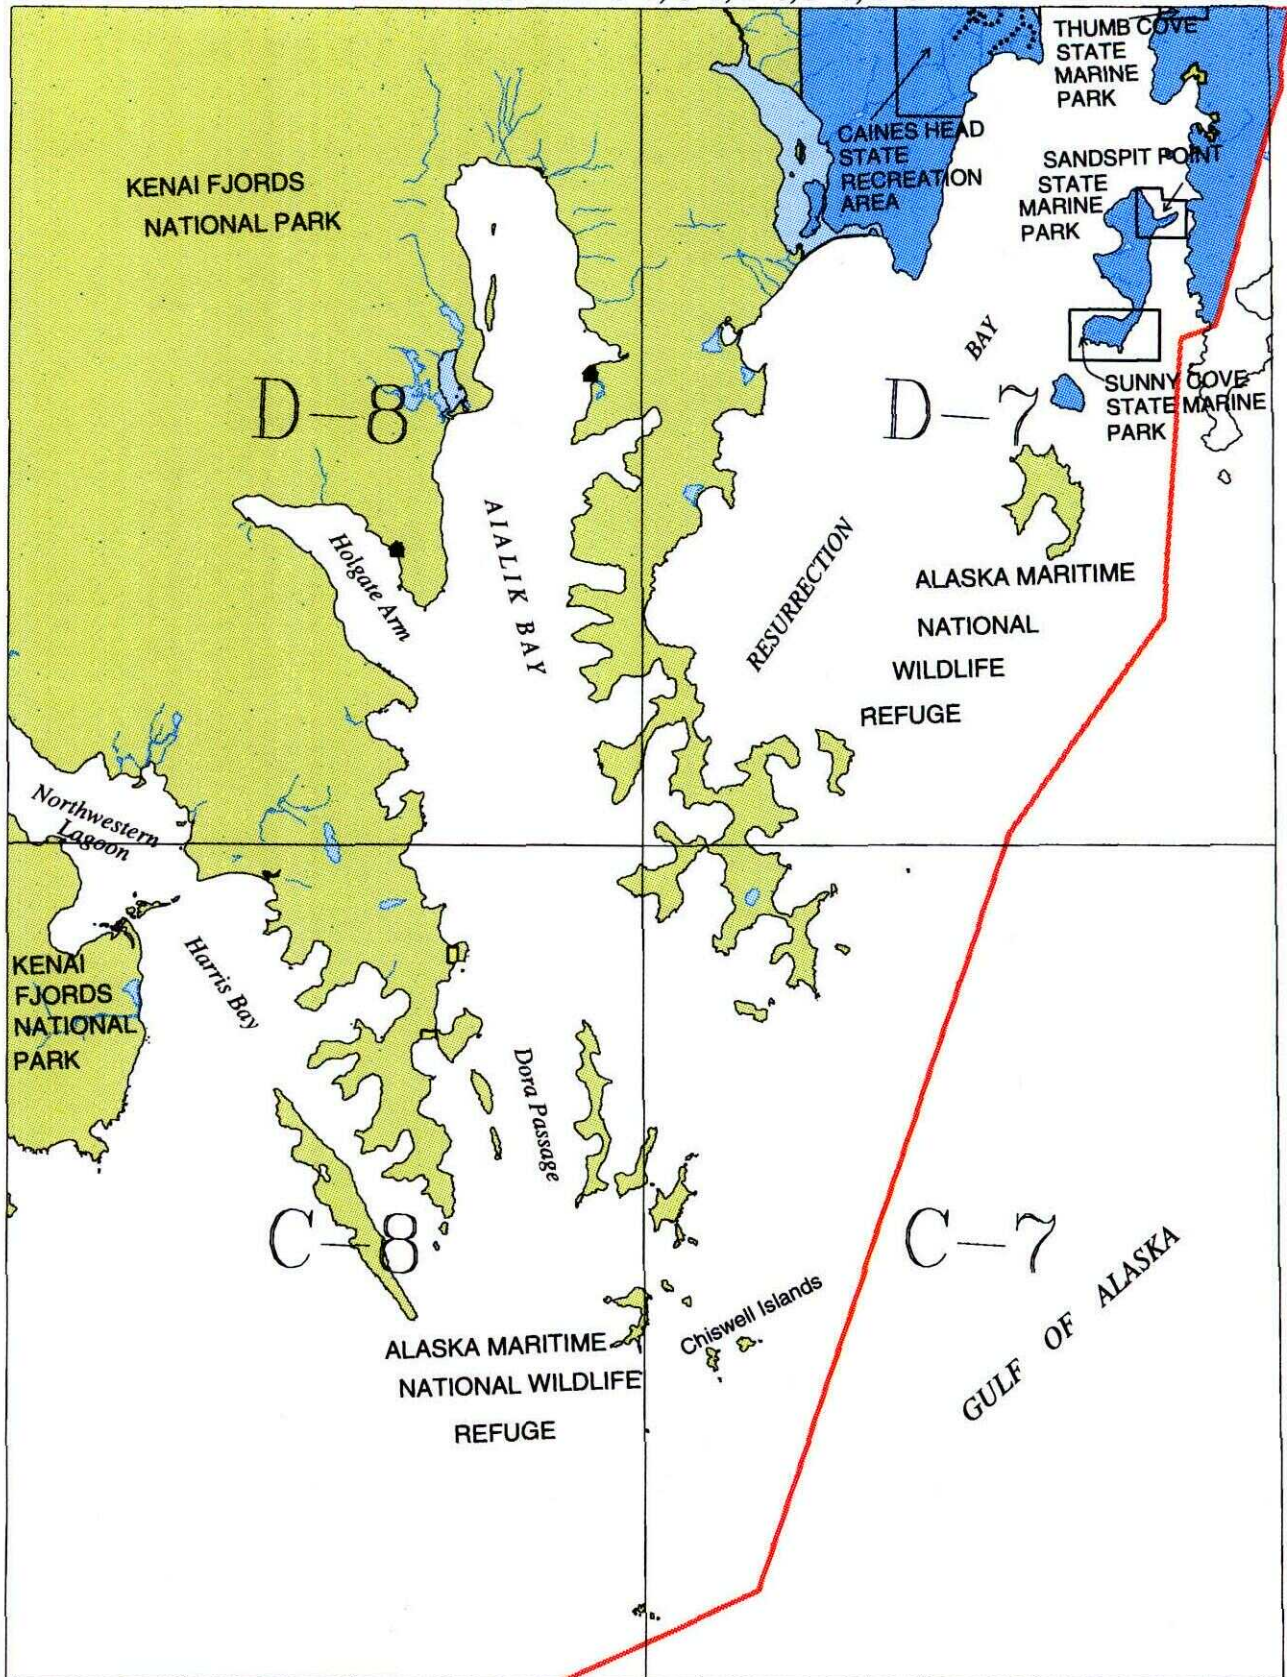 THUMB COVE
STATE
MARINE
PARK
CAINES HEAD
STATE
RECREATION
AREA
SANDSPIT POINT
STATE
MARINE
PARK
KENAI FJORDS
NATIONAL PARK
BAY
SUNNY COVE
STATE MARINE
PARK
D-8
D-7
AIALIK BAY
Holgate Arm
RESURRECTION
ALASKA MARITIME
NATIONAL
WILDLIFE
REFUGE
Northwestern
Lagoon
KENAI
FJORDS
NATIONAL
PARK
Harris Bay
Dora Passage
C-8
C-7
GULF OF ALASKA
Chiswell Islands
ALASKA MARITIME
NATIONAL WILDLIFE
REFUGE